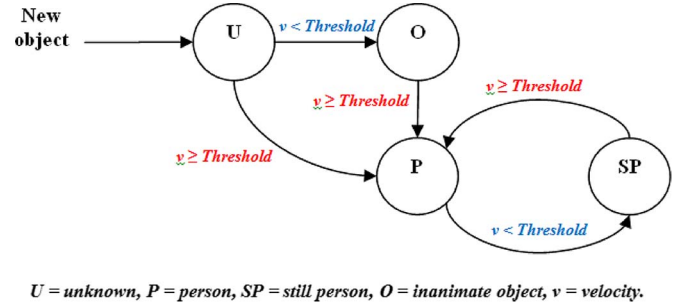 New
object
U
v < Threshold
O
v ≥ Threshold
v ≥ Threshold
v ≥ Threshold
P
SP
v < Threshold
U = unknown, P = person, SP = still person, O = inanimate object, v = velocity.